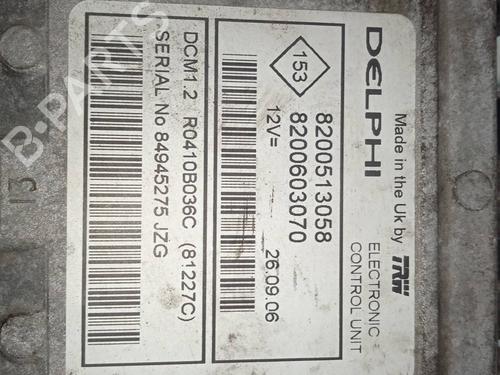 DELPHI
Made in the Uk by TRW
ELECTRONIC
CONTROL UNIT
153
8200513058
8200603070
12V= 26.09.06
DCM1.2 R0410B036C (81227C)
SERIAL No 84945275 JZG
B-PARTS
13